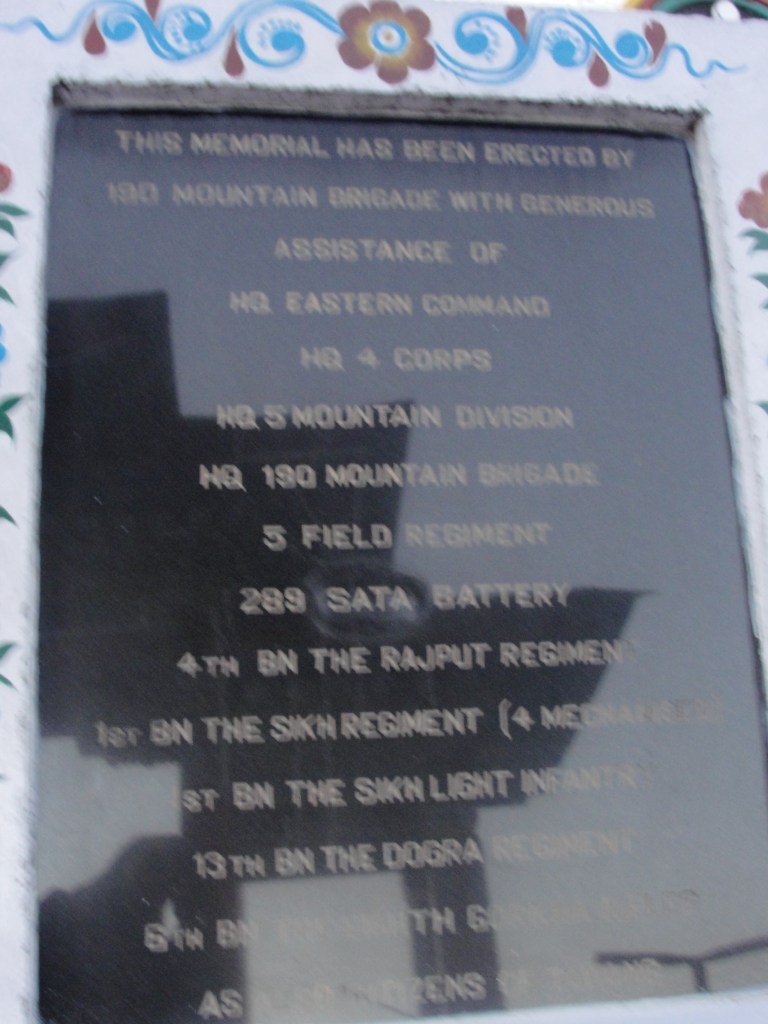 THIS MEMORIAL HAS BEEN ERECTED BY
190 MOUNTAIN BRIGADE WITH GENEROUS
ASSISTANCE OF
HQ EASTERN COMMAND
HQ 4 CORPS
HQ 5 MOUNTAIN DIVISION
HQ 190 MOUNTAIN BRIGADE
5 FIELD REGIMENT
289 SATA BATTERY
4TH BN THE RAJPUT REGIMENT
1ST BN THE SIKH REGIMENT (4
1ST BN THE SIKH LIGHT INFANTRY
13TH BN THE DOGRA REGIMENT
BN
AS